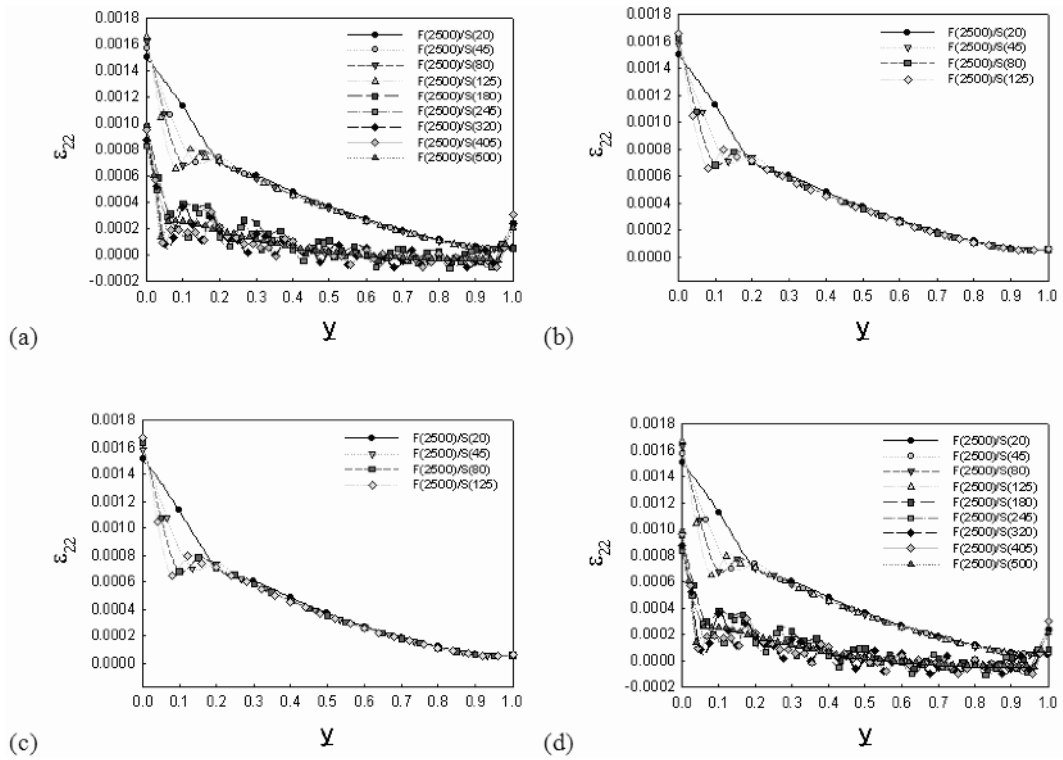 0.0018
0.0016
0.0014
0.0012
0.0010
0.0008
0.0006
0.0004
0.0002
0.0000
-0.0002
ε22
0.0 0.1 0.2 0.3 0.4 0.5 0.6 0.7 0.8 0.9 1.0
y
F(2500)/S(20)
F(2500)/S(45)
F(2500)/S(80)
F(2500)/S(125)
F(2500)/S(180)
F(2500)/S(245)
F(2500)/S(320)
F(2500)/S(405)
F(2500)/S(500)
(a)
0.0018
0.0016
0.0014
0.0012
0.0010
0.0008
0.0006
0.0004
0.0002
0.0000
ε22
0.0 0.1 0.2 0.3 0.4 0.5 0.6 0.7 0.8 0.9 1.0
y
F(2500)/S(20)
F(2500)/S(45)
F(2500)/S(80)
F(2500)/S(125)
(b)
0.0018
0.0016
0.0014
0.0012
0.0010
0.0008
0.0006
0.0004
0.0002
0.0000
ε22
0.0 0.1 0.2 0.3 0.4 0.5 0.6 0.7 0.8 0.9 1.0
y
F(2500)/S(20)
F(2500)/S(45)
F(2500)/S(80)
F(2500)/S(125)
(c)
0.0018
0.0016
0.0014
0.0012
0.0010
0.0008
0.0006
0.0004
0.0002
0.0000
-0.0002
ε22
0.0 0.1 0.2 0.3 0.4 0.5 0.6 0.7 0.8 0.9 1.0
y
F(2500)/S(20)
F(2500)/S(45)
F(2500)/S(80)
F(2500)/S(125)
F(2500)/S(180)
F(2500)/S(245)
F(2500)/S(320)
F(2500)/S(405)
F(2500)/S(500)
(d)